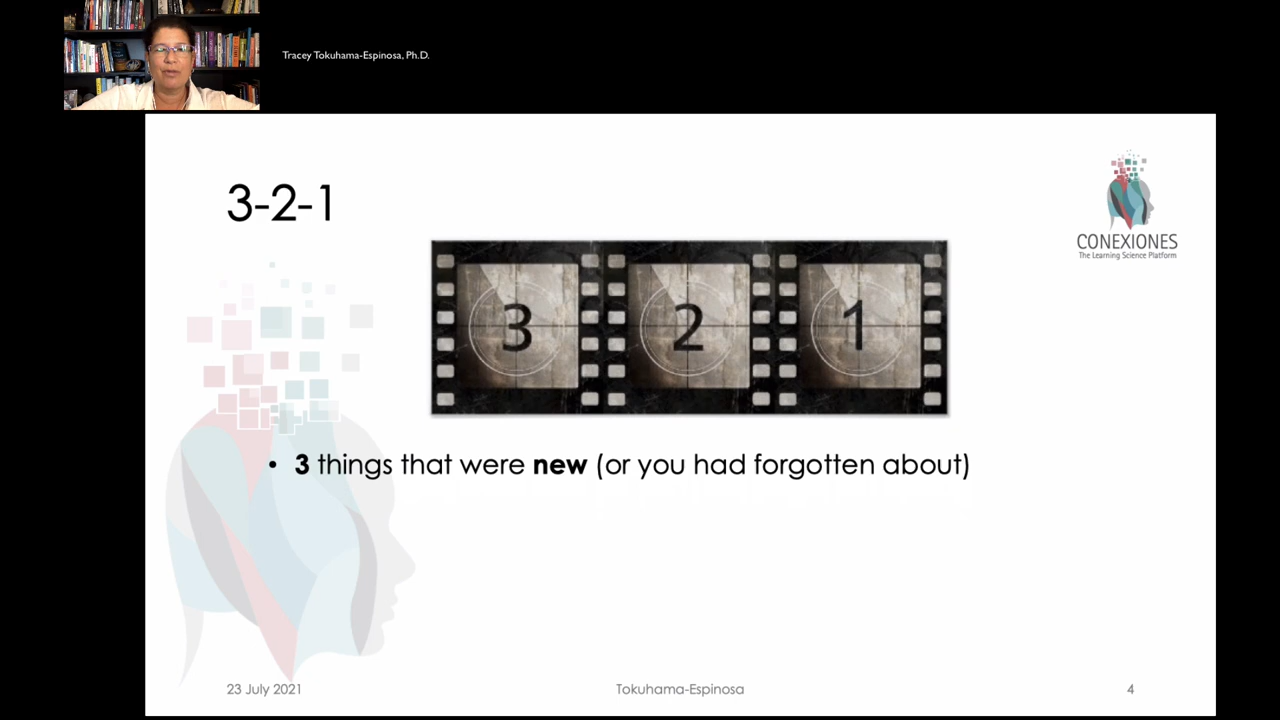 Tracey Tokuhama-Espinosa, Ph.D.
3-2-1
CONEXIONES
The Learning Science Platform
3 2 1
• 3 things that were new (or you had forgotten about)
23 July 2021
Tokuhama-Espinosa
4